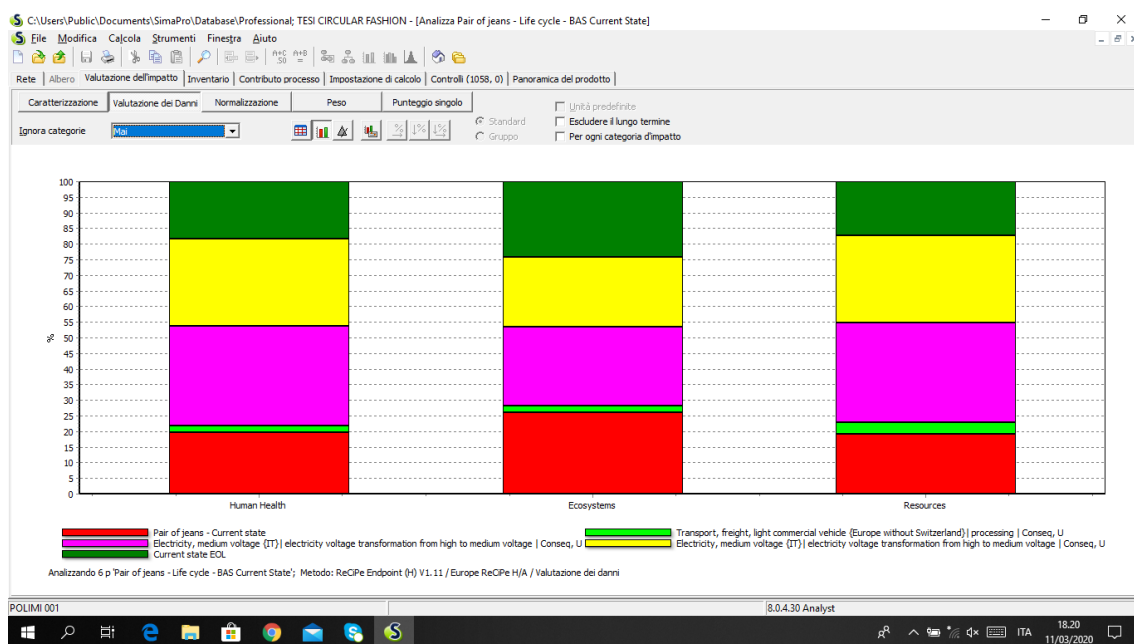 C:\Users\Public\Documents\SimaPro\Database\Professional; TESI CIRCULAR FASHION - [Analizza Pair of jeans - Life cycle - BAS Current State]
File Modifica Calcola Strumenti Finestra Aiuto
Rete Albero Valutazione dell'impatto Inventario Contributo processo Impostazione di calcolo Controlli (1058, 0) Panoramica del prodotto
Caratterizzazione Valutazione dei Danni Normalizzazione Peso Punteggio singolo
Unità predefinite
Ignora categorie Mai Standard Escludere il lungo termine
Gruppo Per ogni categoria d'impatto
100
95
90
85
80
75
70
65
60
55
50
45
40
35
30
25
20
15
10
5
0
%
Human Health Ecosystems Resources
Pair of jeans - Current state Transport, freight, light commercial vehicle {Europe without Switzerland}| processing | Conseq, U
Electricity, medium voltage {IT}| electricity voltage transformation from high to medium voltage | Conseq, U Electricity, medium voltage {IT}| electricity voltage transformation from high to medium voltage | Conseq, U
Current state EOL
Analizzando 6 p 'Pair of jeans - Life cycle - BAS Current State'; Metodo: ReCiPe Endpoint (H) V1.11 / Europe ReCiPe H/A / Valutazione dei danni
POLIMI 001 8.0.4.30 Analyst
ITA 18.20
11/03/2020